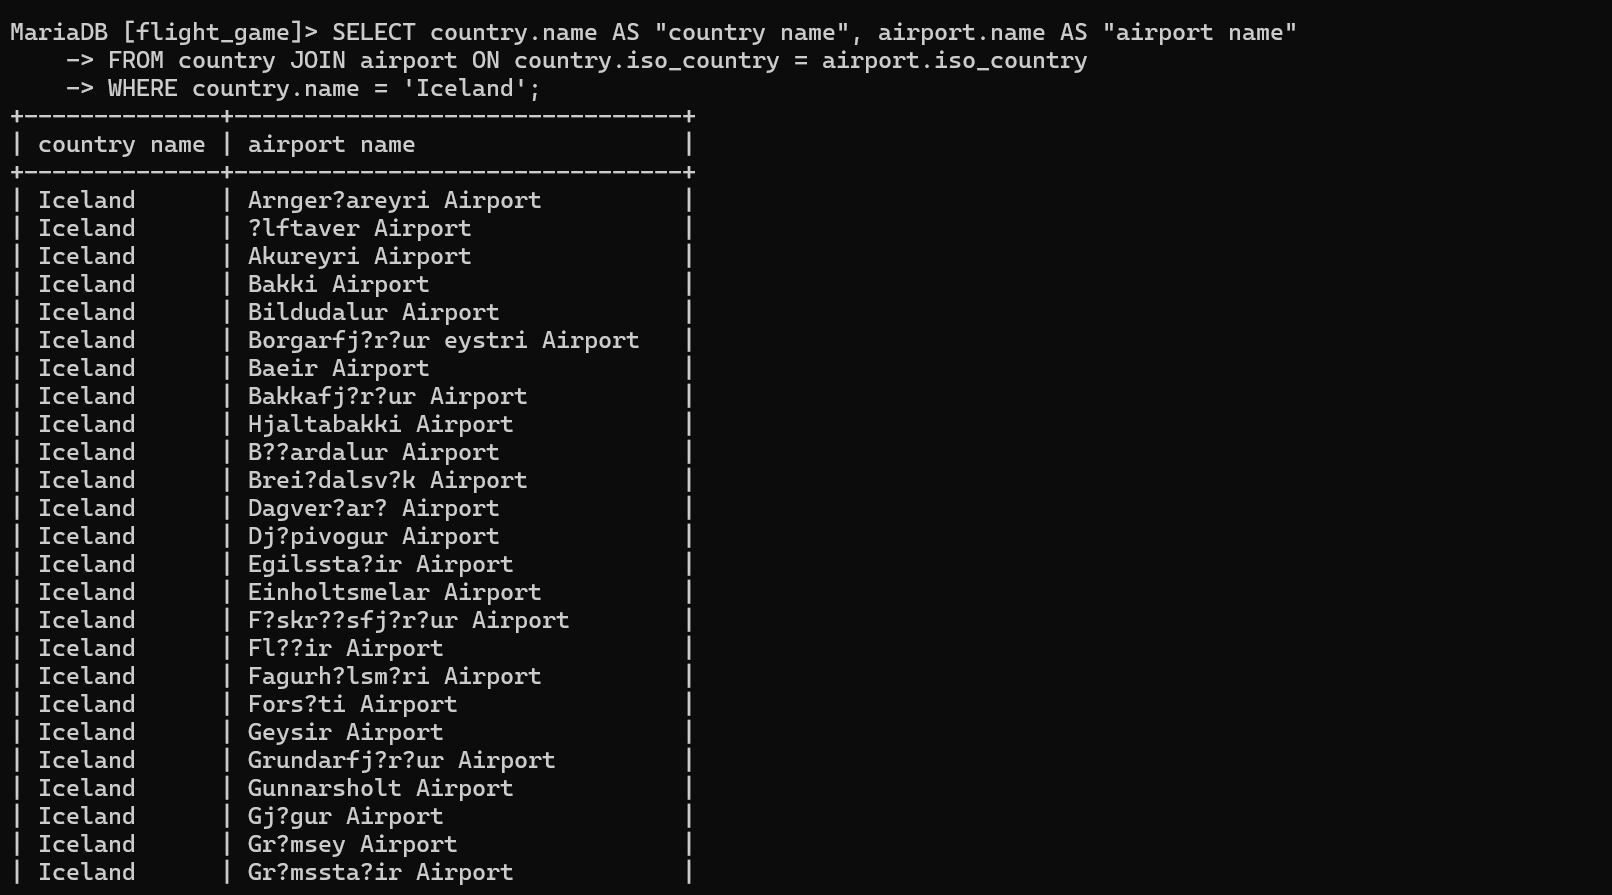 MariaDB [flight_game]> SELECT country.name AS "country name", airport.name AS "airport name"
    -> FROM country JOIN airport ON country.iso_country = airport.iso_country
    -> WHERE country.name = 'Iceland';
+--------------+--------------------------------+
| country name | airport name                   |
+--------------+--------------------------------+
| Iceland      | Arnger?areyri Airport          |
| Iceland      | ?lftaver Airport               |
| Iceland      | Akureyri Airport               |
| Iceland      | Bakki Airport                  |
| Iceland      | Bildudalur Airport             |
| Iceland      | Borgarfj?r?ur eystri Airport   |
| Iceland      | Baeir Airport                  |
| Iceland      | Bakkafj?r?ur Airport           |
| Iceland      | Hjaltabakki Airport            |
| Iceland      | B??ardalur Airport             |
| Iceland      | Brei?dalsv?k Airport           |
| Iceland      | Dagver?ar? Airport             |
| Iceland      | Dj?pivogur Airport             |
| Iceland      | Egilssta?ir Airport            |
| Iceland      | Einholtsmelar Airport          |
| Iceland      | F?skr??sfj?r?ur Airport        |
| Iceland      | Fl??ir Airport                 |
| Iceland      | Fagurh?lsm?ri Airport          |
| Iceland      | Fors?ti Airport                |
| Iceland      | Geysir Airport                 |
| Iceland      | Grundarfj?r?ur Airport         |
| Iceland      | Gunnarsholt Airport            |
| Iceland      | Gj?gur Airport                 |
| Iceland      | Gr?msey Airport                |
| Iceland      | Gr?mssta?ir Airport            |